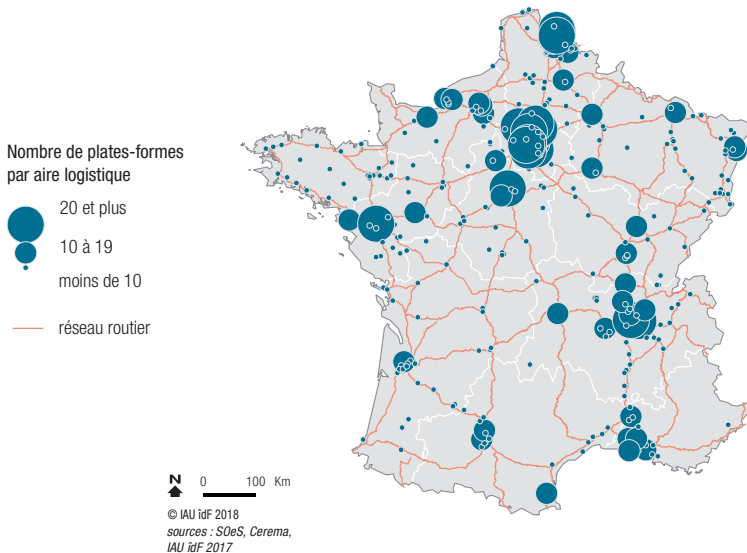 Nombre de plates-formes
par aire logistique
20 et plus
10 à 19
moins de 10
réseau routier
N
0 100 Km
© IAU îdF 2018
sources : SOeS, Cerema,
IAU îdF 2017